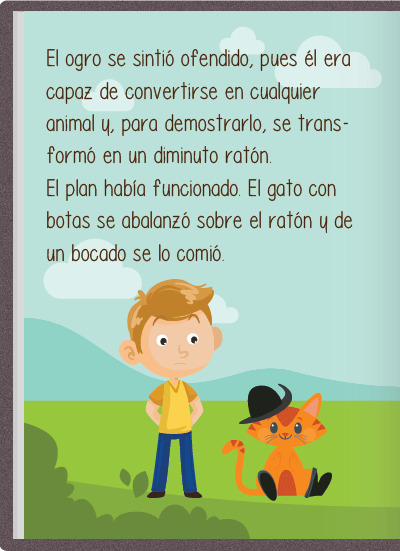 El ogro se sintió ofendido, pues él era
capaz de convertirse en cualquier
animal y, para demostrarlo, se trans-
formó en un diminuto ratón.
El plan había funcionado. El gato con
botas se abalanzó sobre el ratón y de
un bocado se lo comió.